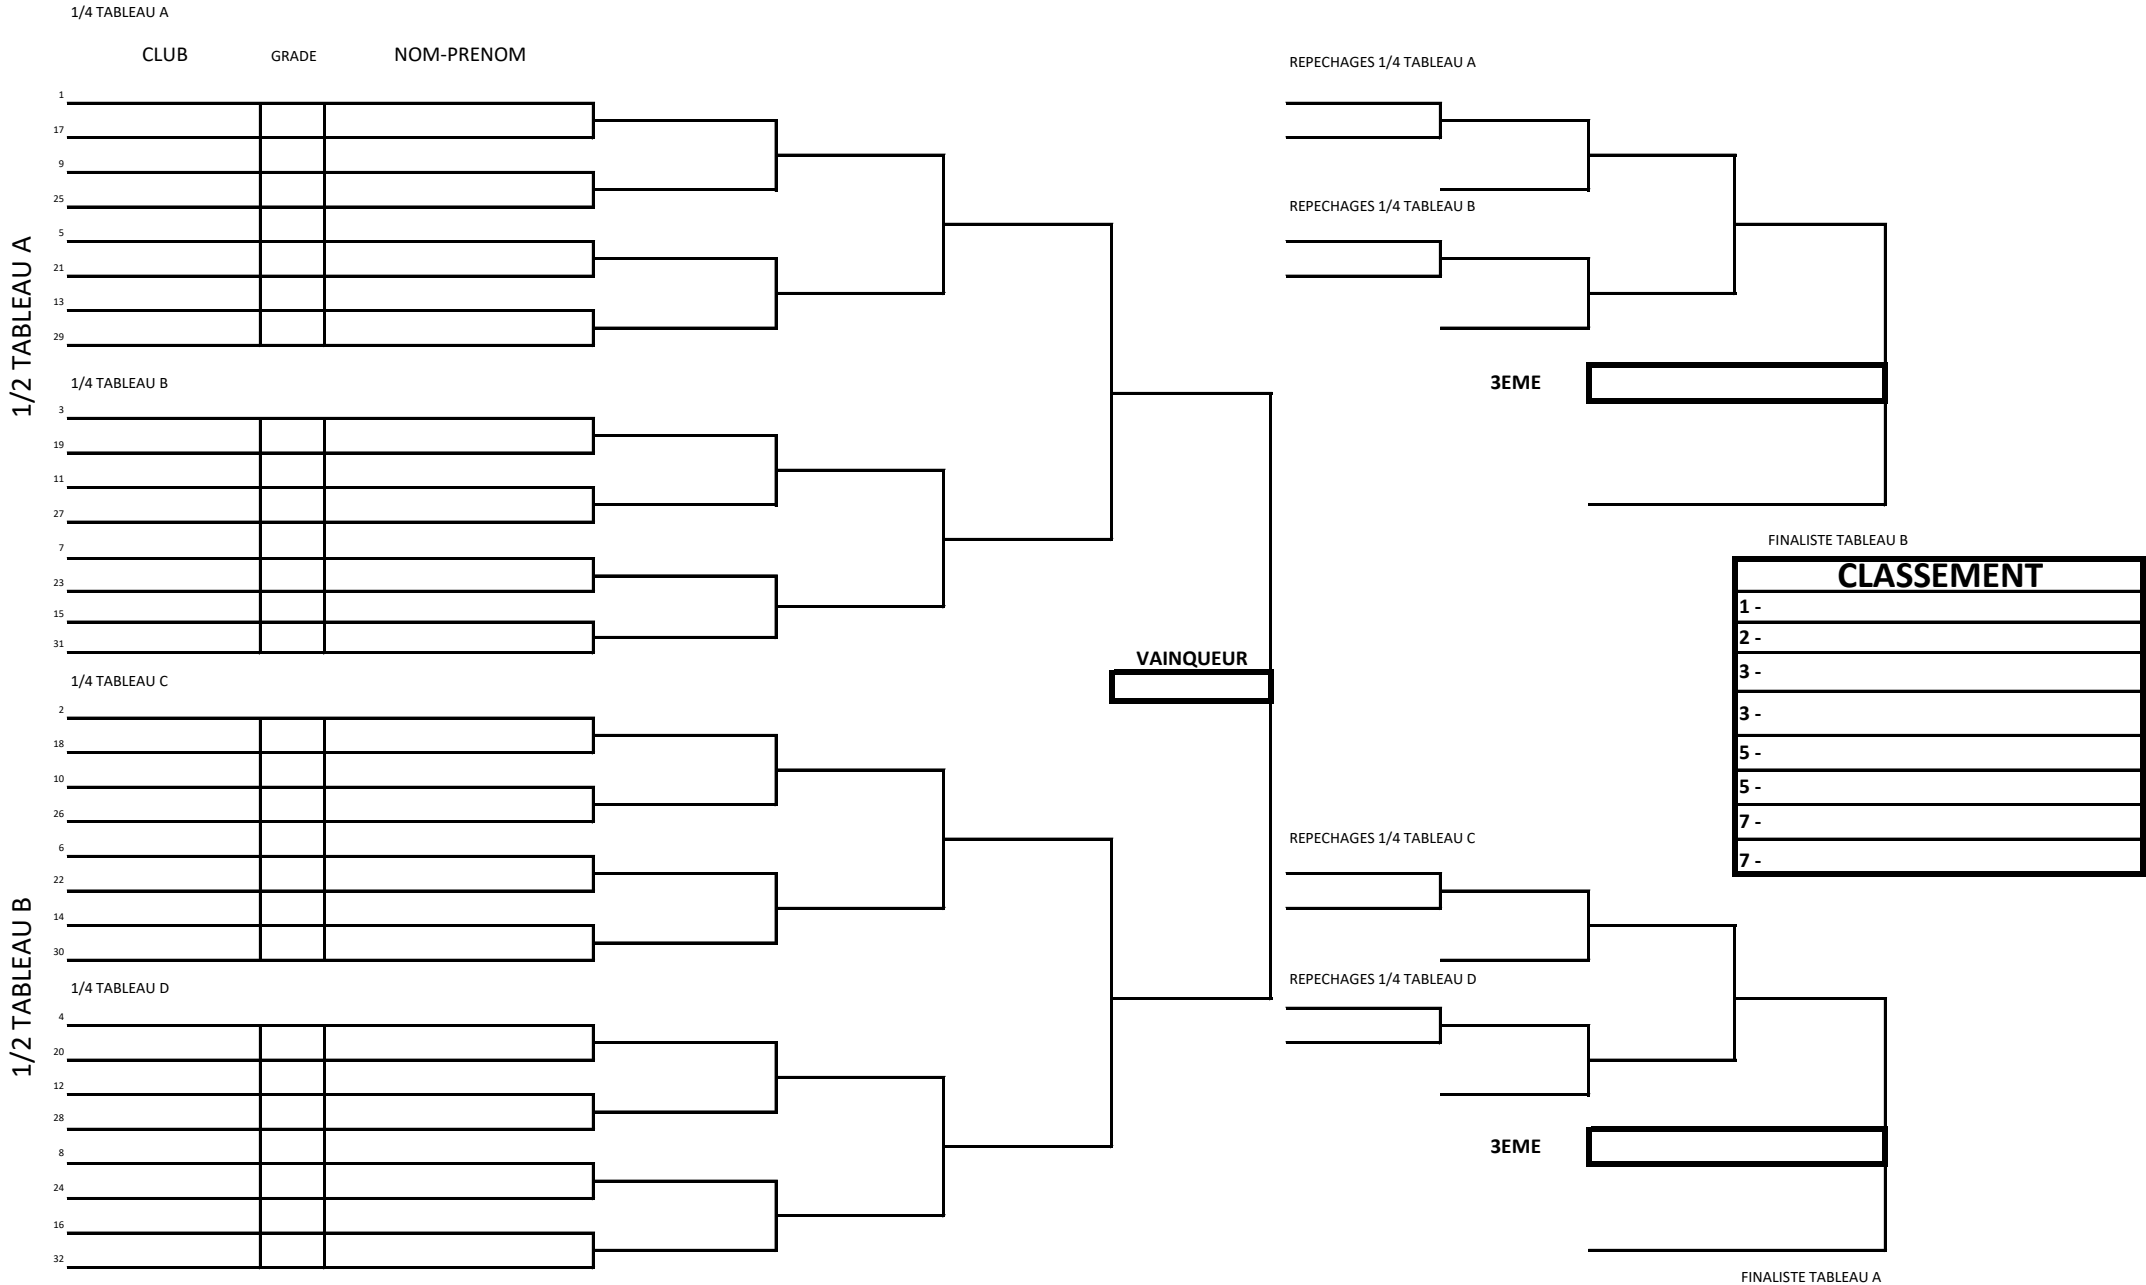 1/4 TABLEAU A
CLUB GRADE NOM-PRENOM
1
17
9
25
5
21
13
29
1/2 TABLEAU A
1/4 TABLEAU B
3
19
11
27
7
23
15
31
1/4 TABLEAU C
2
18
10
26
6
22
14
30
1/2 TABLEAU B
1/4 TABLEAU D
4
20
12
28
8
24
16
32
VAINQUEUR
REPECHAGES 1/4 TABLEAU A
REPECHAGES 1/4 TABLEAU B
3EME
FINALISTE TABLEAU B
CLASSEMENT
1 -
2 -
3 -
3 -
5 -
5 -
7 -
7 -
REPECHAGES 1/4 TABLEAU C
REPECHAGES 1/4 TABLEAU D
3EME
FINALISTE TABLEAU A